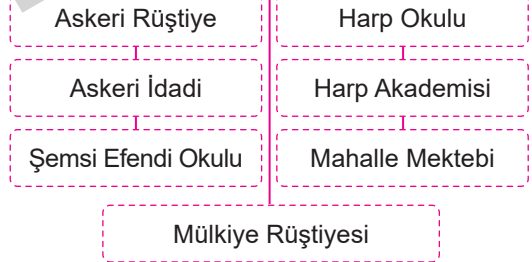 Askeri Rüştiye
Harp Okulu
Askeri İdadi
Harp Akademisi
Şemsi Efendi Okulu
Mahalle Mektebi
Mülkiye Rüştiyesi